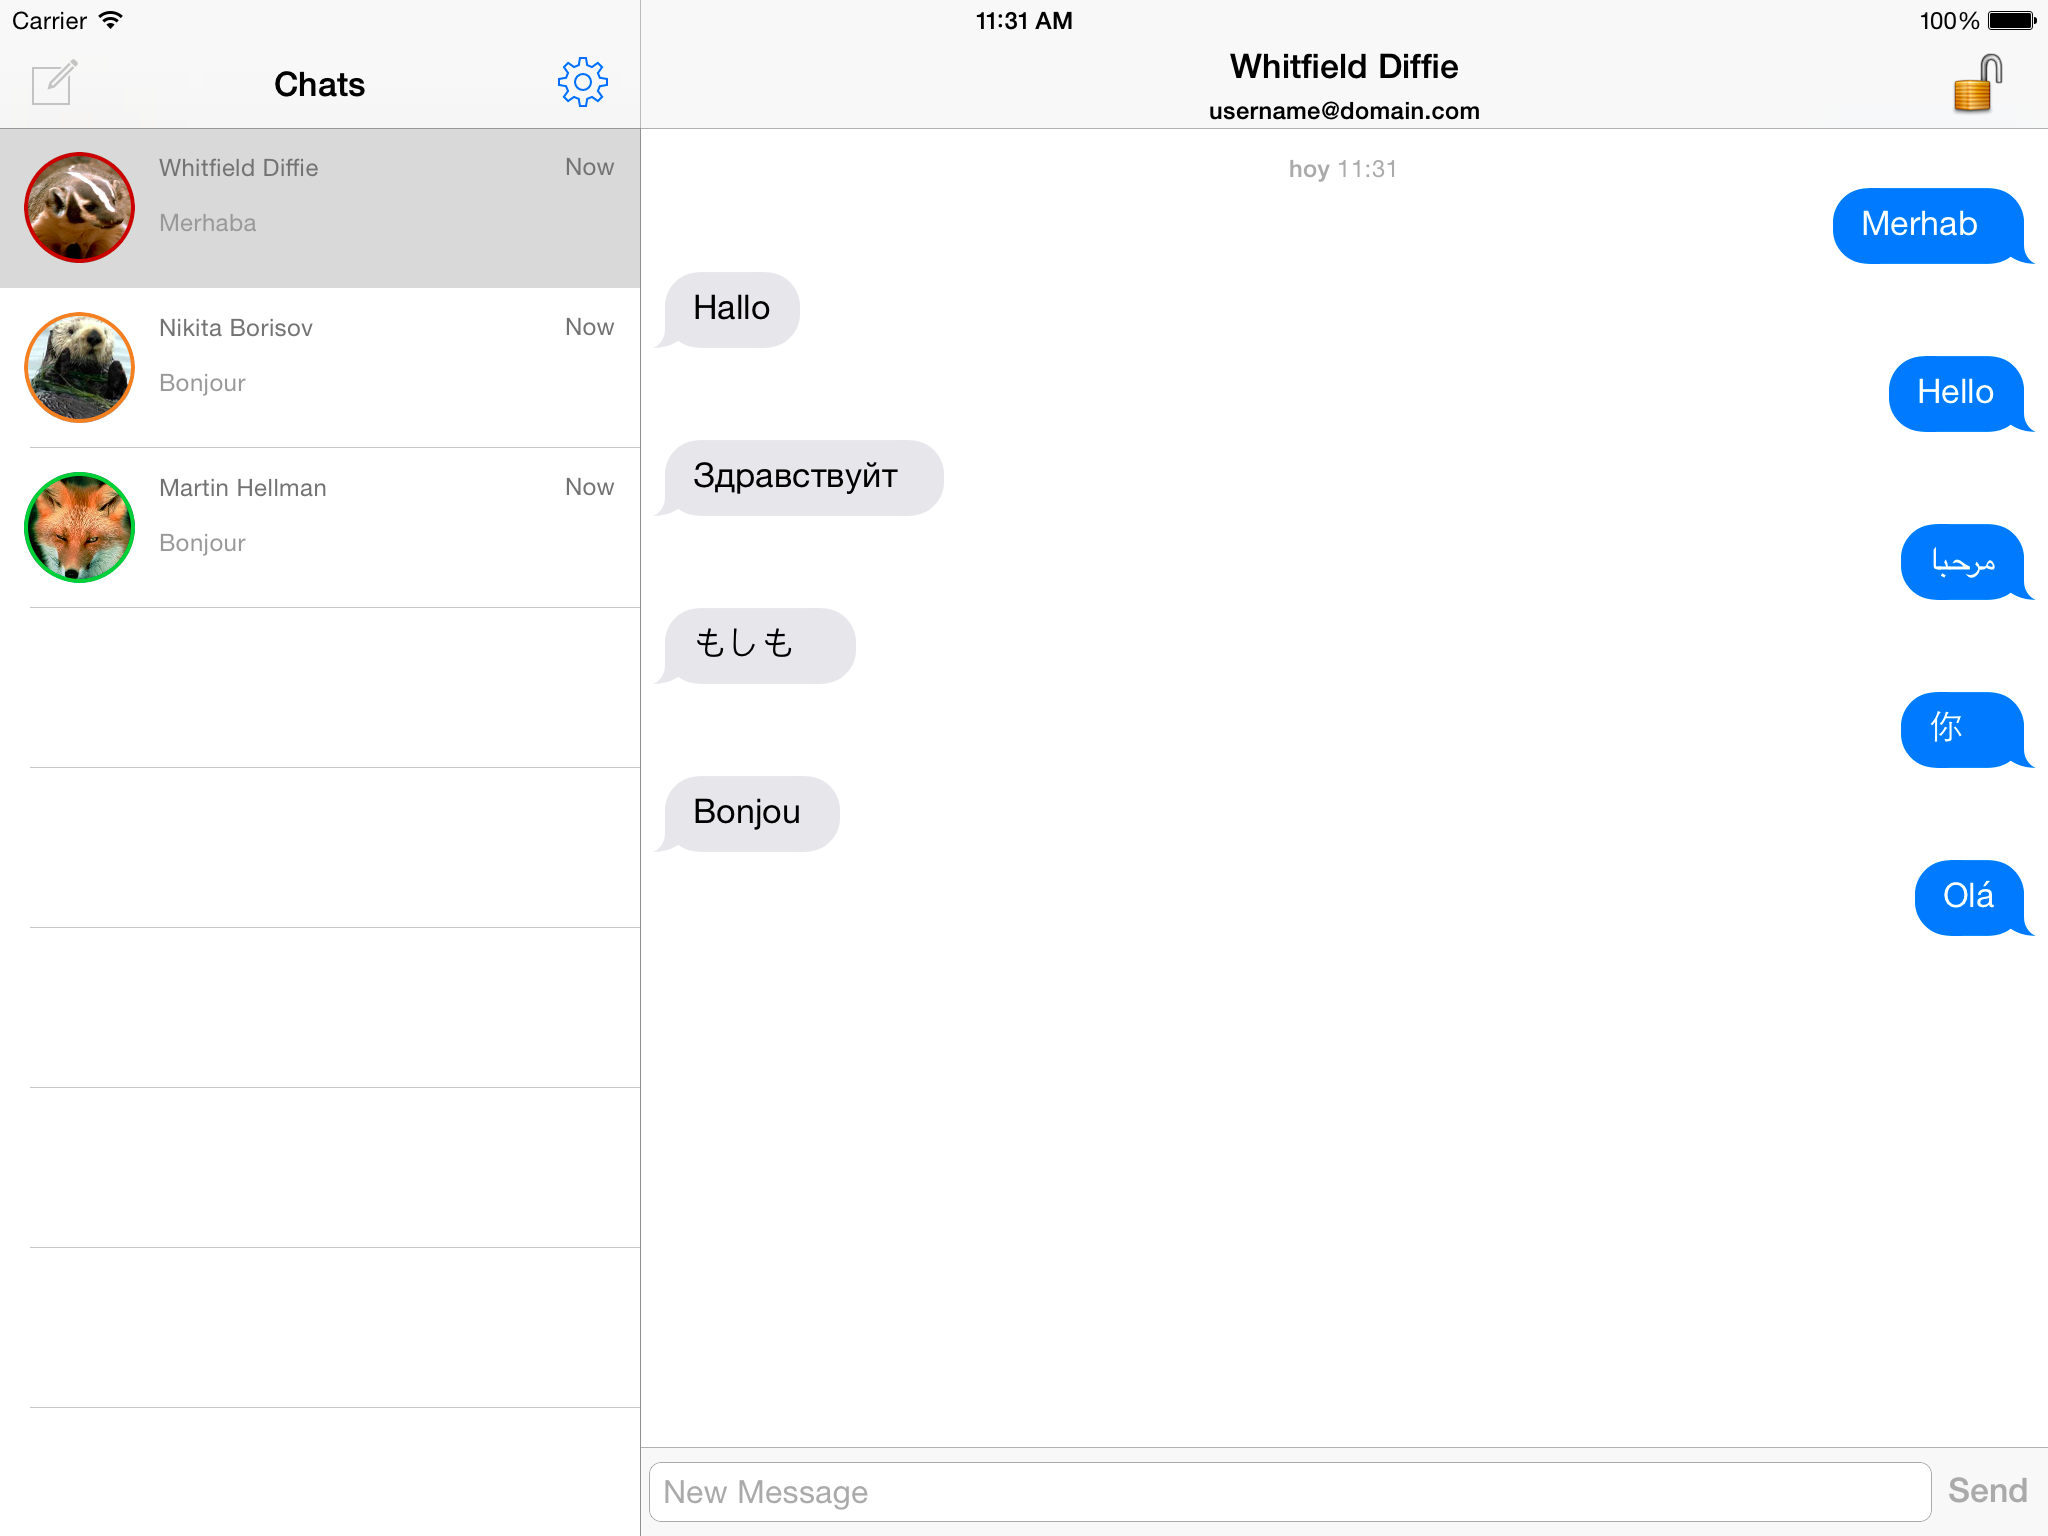 Carrier
11:31 AM
100%
Chats
Whitfield Diffie
Now
Merhaba
Nikita Borisov
Now
Bonjour
Martin Hellman
Now
Bonjour
Whitfield Diffie
username@domain.com
hoy 11:31
Merhab
Hallo
Hello
Здравствуйт
مرحبا
もしも
你
Bonjou
Olá
New Message
Send